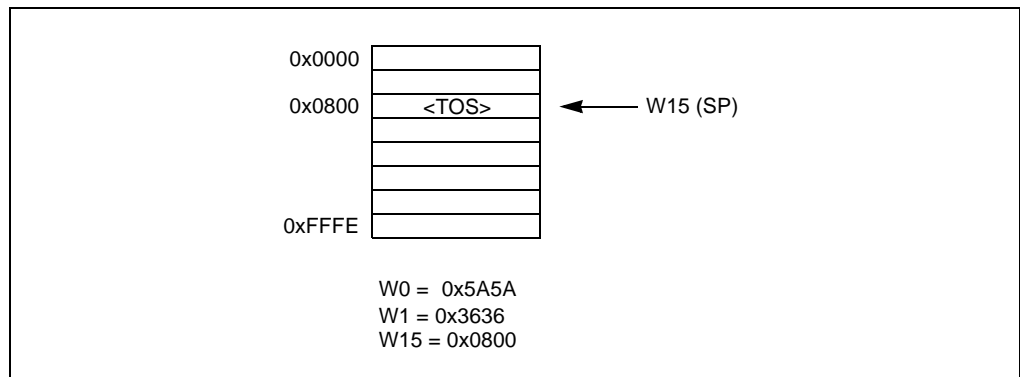 0x0000
0x0800 <TOS> W15 (SP)
0xFFFE
W0 = 0x5A5A
W1 = 0x3636
W15 = 0x0800